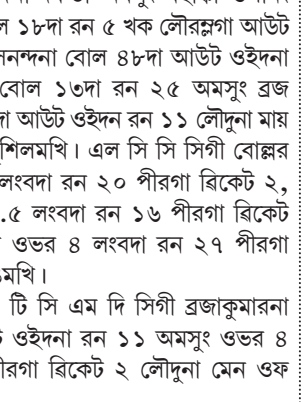 ল ১৮দা রন ৫ খক লৌরম্লগা আউট
নন্দনা বোল ৪৮দা আউট ওইদনা
বোল ১৩দা রন ২৫ অমসুং ব্রজ
দা আউট ওইদন রন ১১ লৌদুনা মায়
শিলমখি। এল সি সি সিগী বোল্লর
লংবদা রন ২০ পীরগা ৱিকেট ২,
.৫ লংবদা রন ১৬ পীরগা ৱিকেট
ওভর ৪ লংবদা রন ২৭ পীরগা
মখি।
টি সি এম দি সিগী ব্রজাকুমারনা
ওইদনা রন ১১ অমসুং ওভর ৪
রগা ৱিকেট ২ লৌদুনা মেন ওফ